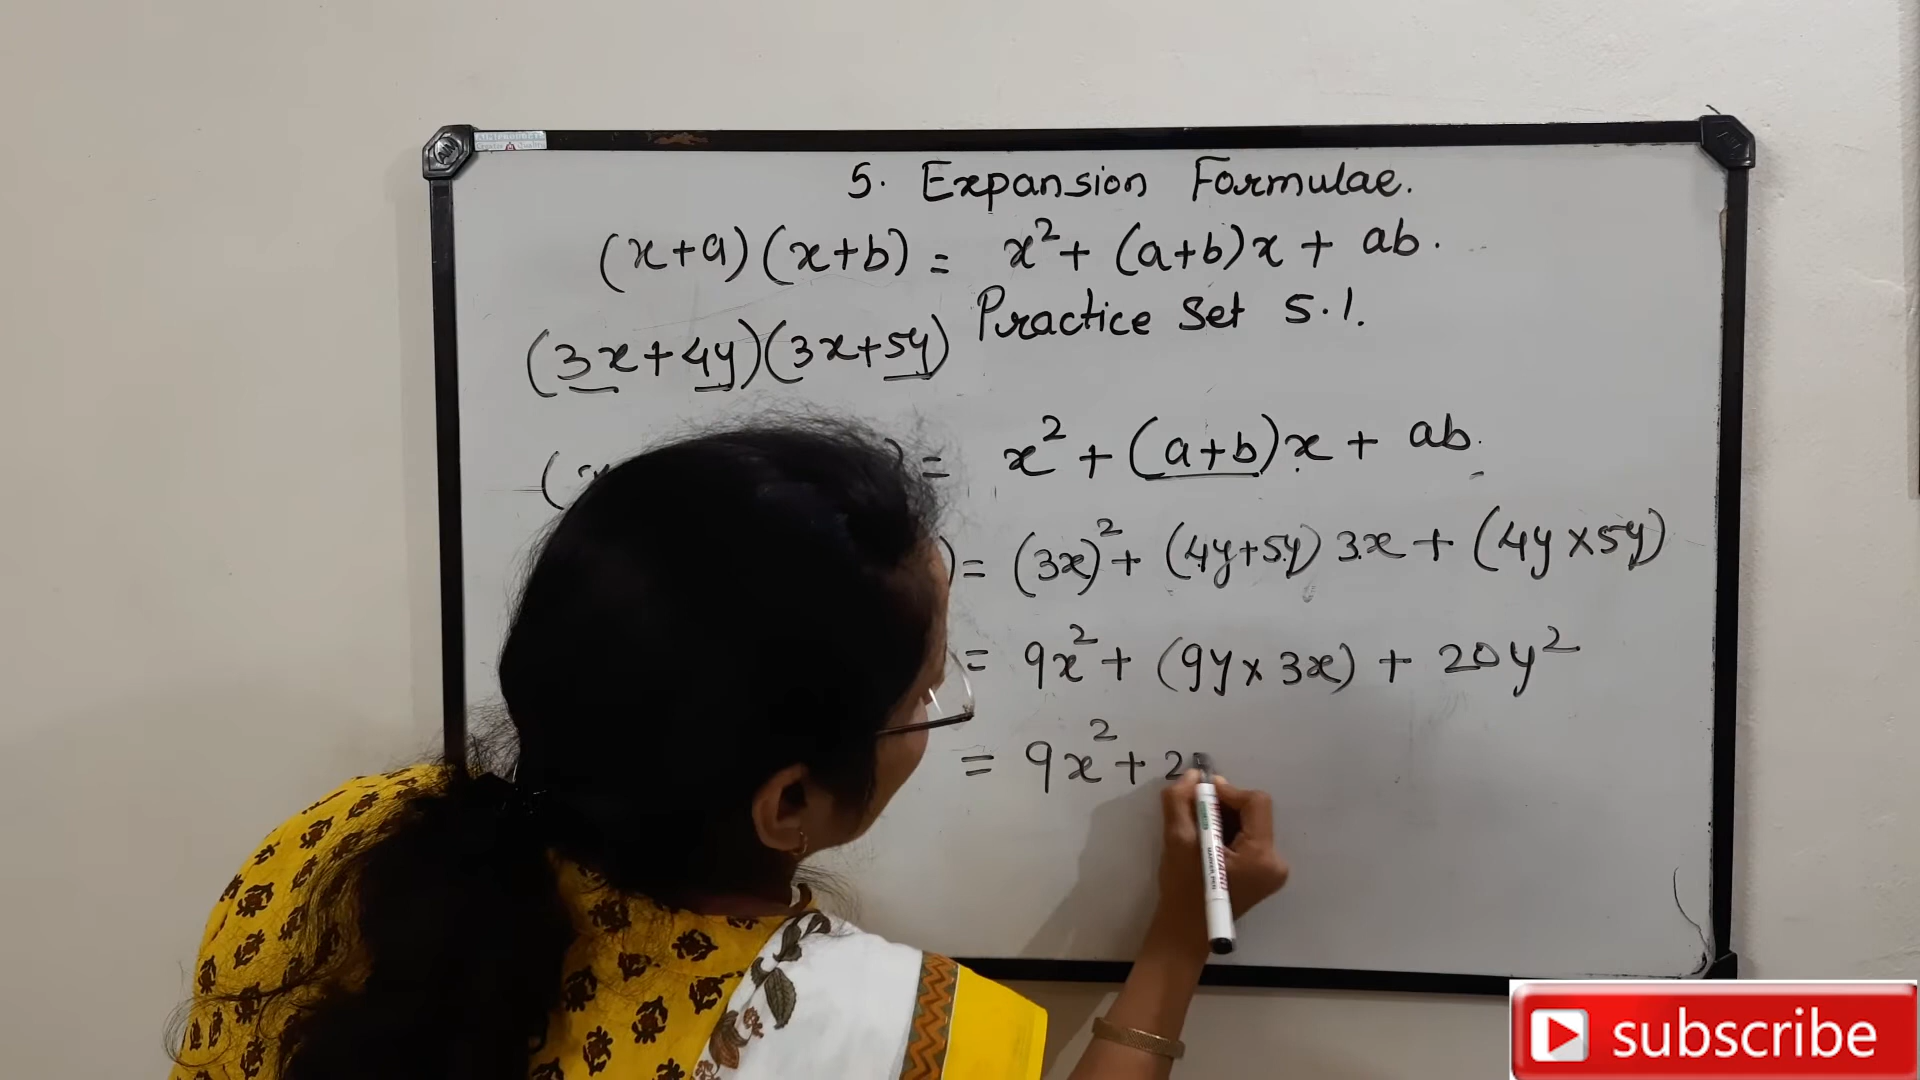 5. Expansion Formulae.
(x+a)(x+b) = x² + (a+b)x + ab.
Practice Set 5.1.
(3x+4y)(3x+5y)
) = x² + (a+b)x + ab.
) = (3x)² + (4y+5y) 3x + (4y×5y)
= 9x² + (9y × 3x) + 20y²
= 9x² + 2
subscribe